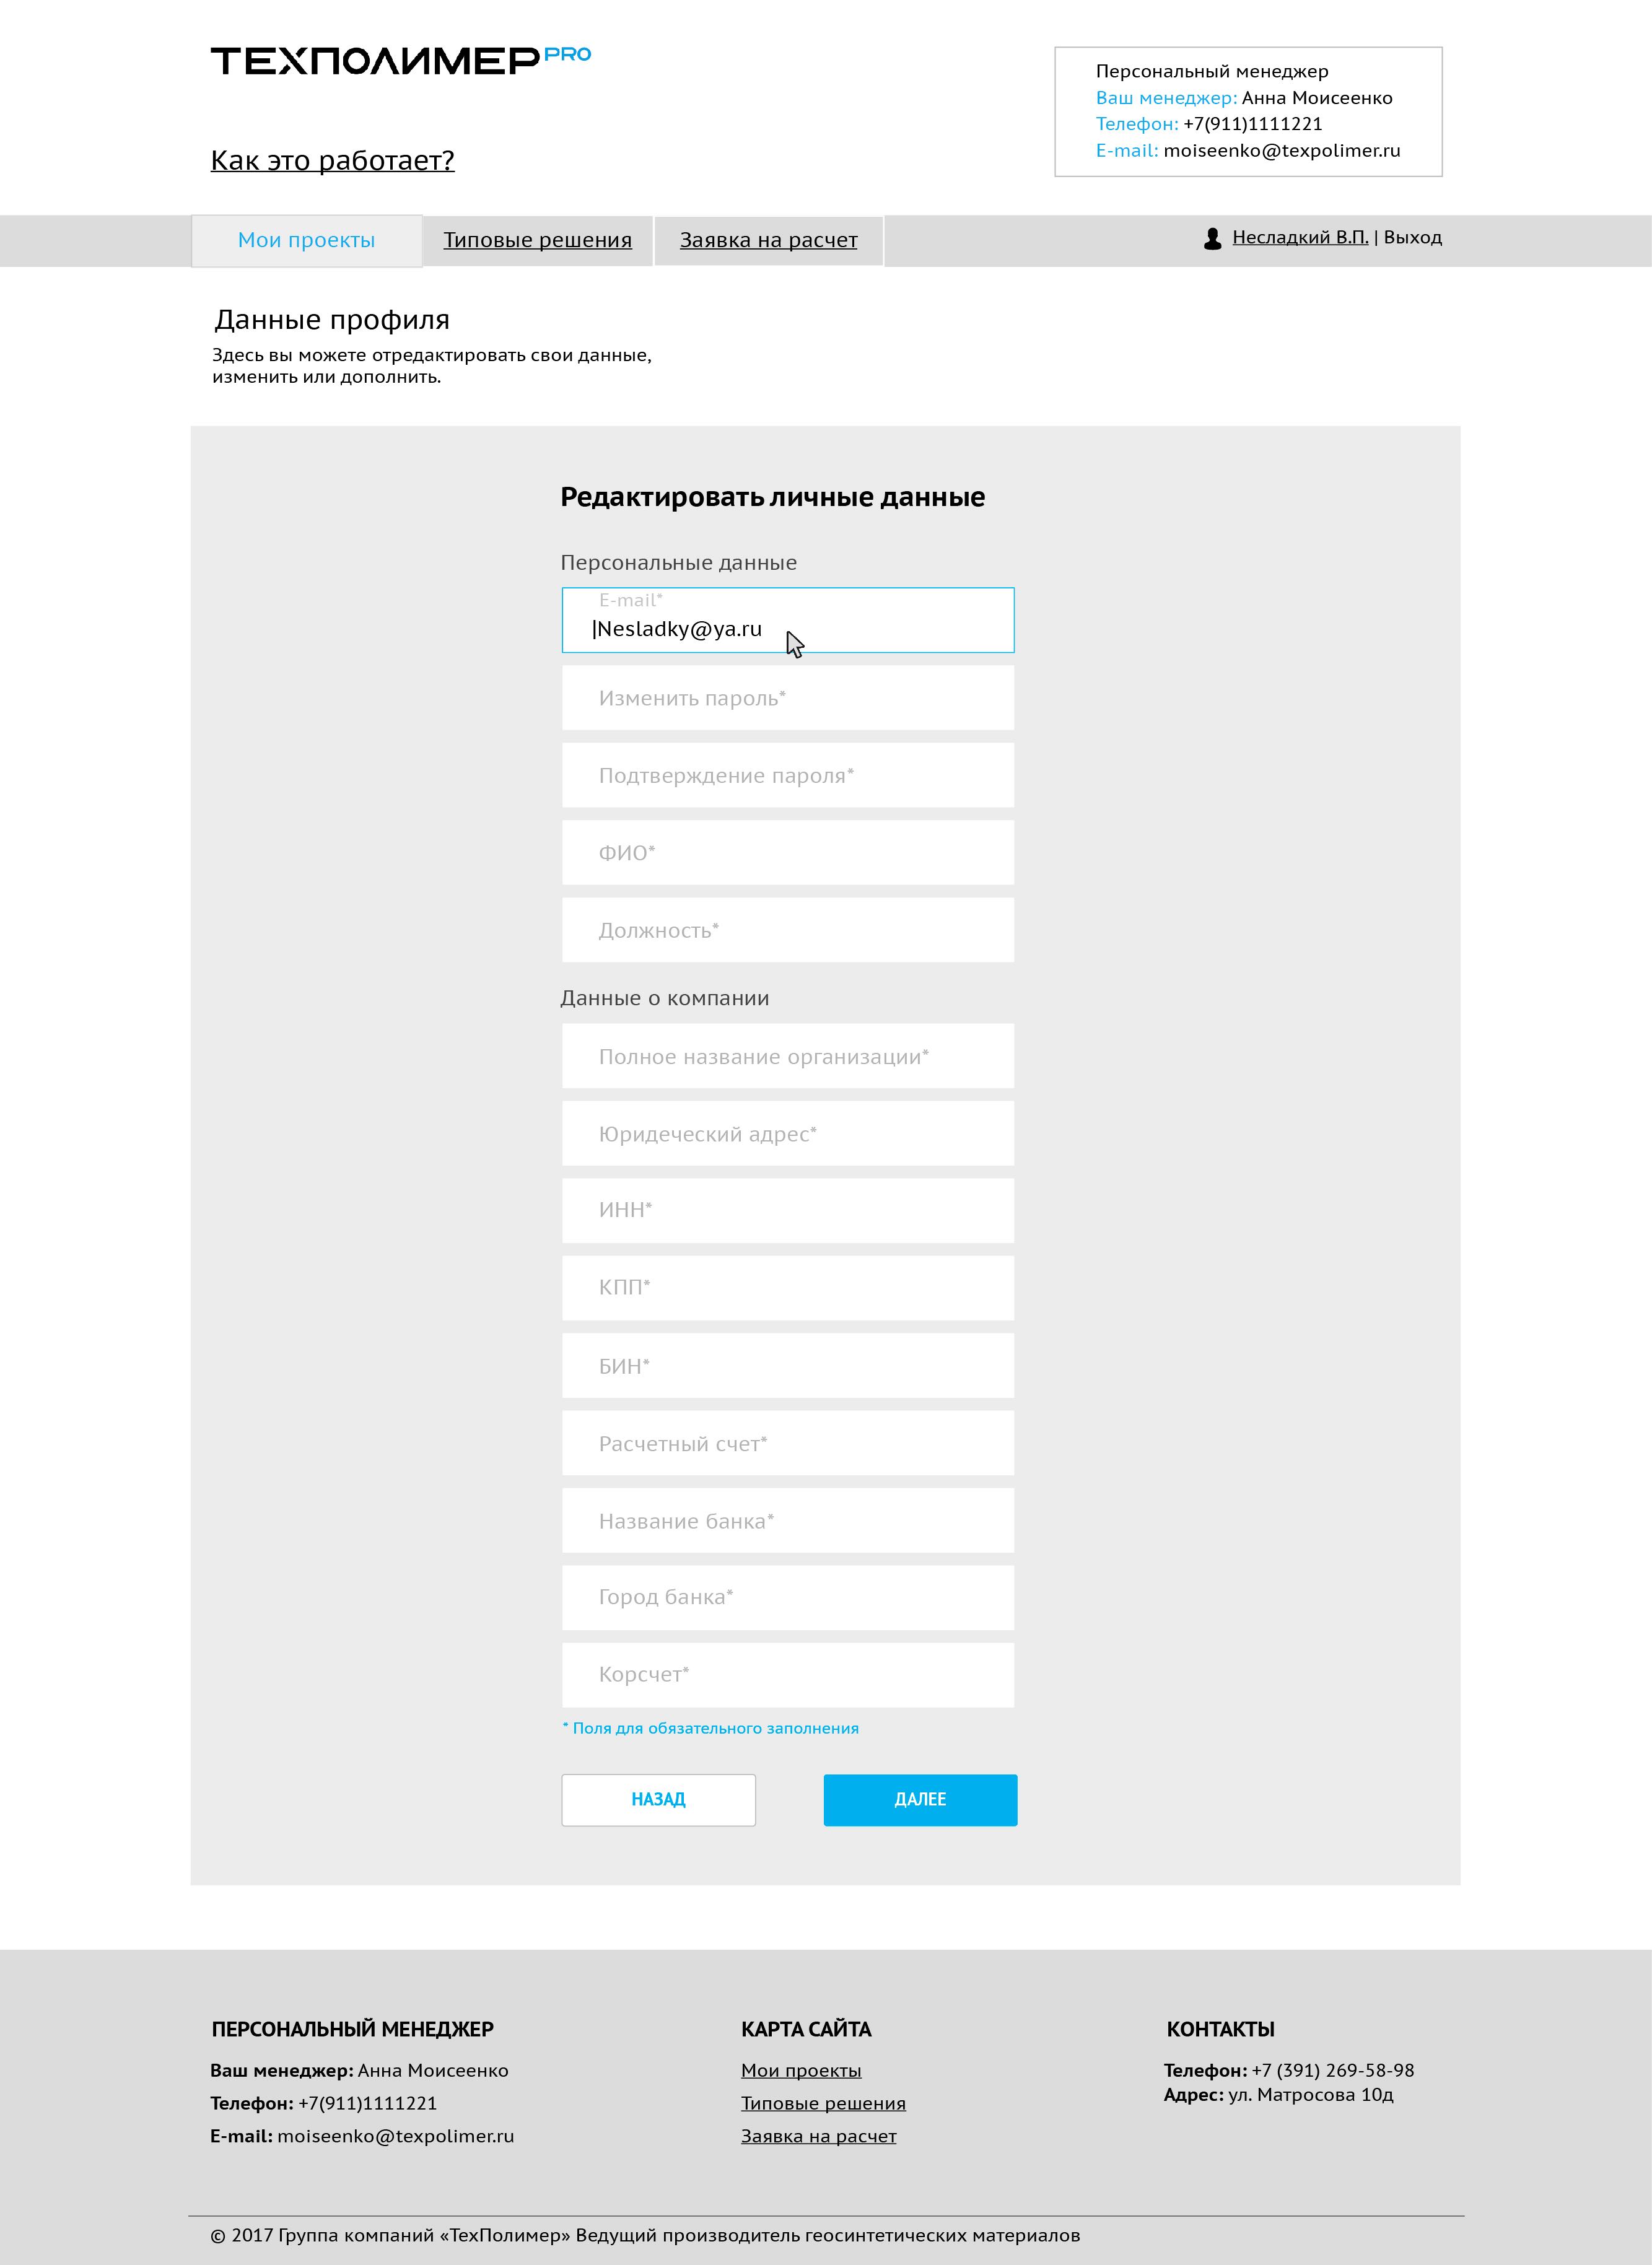 ТЕХПОЛИМЕР PRO
Персональный менеджер
Ваш менеджер: Анна Моисеенко
Телефон: +7(911)1111221
E-mail: moiseenko@texpolimer.ru
Как это работает?
Мои проекты
Типовые решения
Заявка на расчет
Несладкий В.П. | Выход
Данные профиля
Здесь вы можете отредактировать свои данные,
изменить или дополнить.
Редактировать личные данные
Персональные данные
E-mail*
|Nesladky@ya.ru
Изменить пароль*
Подтверждение пароля*
ФИО*
Должность*
Данные о компании
Полное название организации*
Юридеческий адрес*
ИНН*
КПП*
БИН*
Расчетный счет*
Название банка*
Город банка*
Корсчет*
* Поля для обязательного заполнения
НАЗАД
ДАЛЕЕ
ПЕРСОНАЛЬНЫЙ МЕНЕДЖЕР
Ваш менеджер: Анна Моисеенко
Телефон: +7(911)1111221
E-mail: moiseenko@texpolimer.ru
КАРТА САЙТА
Мои проекты
Типовые решения
Заявка на расчет
КОНТАКТЫ
Телефон: +7 (391) 269-58-98
Адрес: ул. Матросова 10д
© 2017 Группа компаний «ТехПолимер» Ведущий производитель геосинтетических материалов